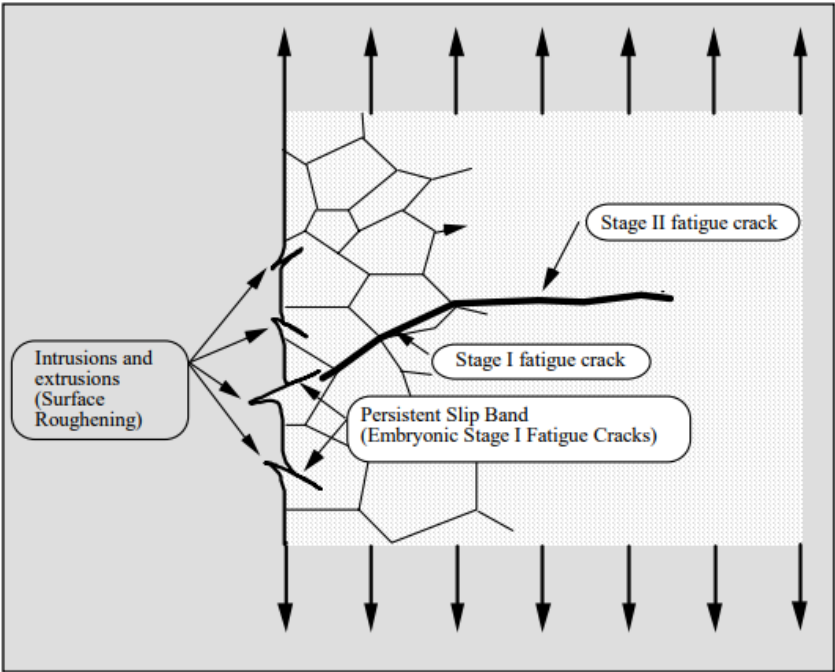 Stage II fatigue crack
Stage I fatigue crack
Intrusions and
extrusions
(Surface
Roughening)
Persistent Slip Band
(Embryonic Stage I Fatigue Cracks)